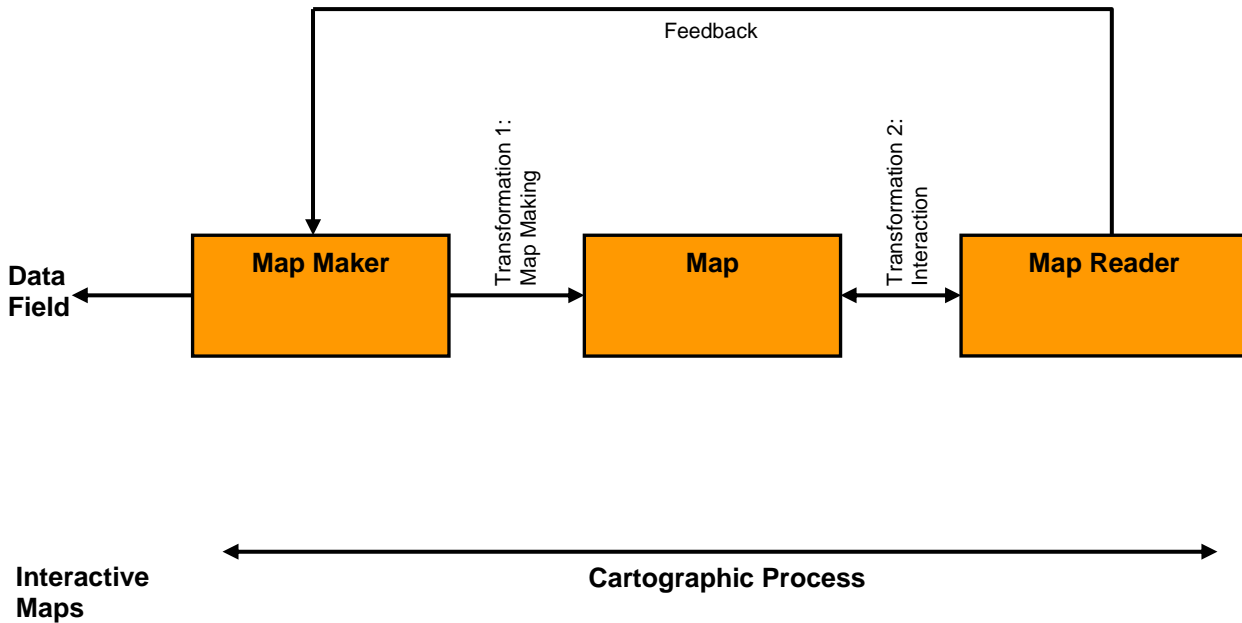 Feedback
Transformation 1:
Map Making
Transformation 2:
Interaction
Map Maker
Map
Map Reader
Data
Field
Cartographic Process
Interactive
Maps